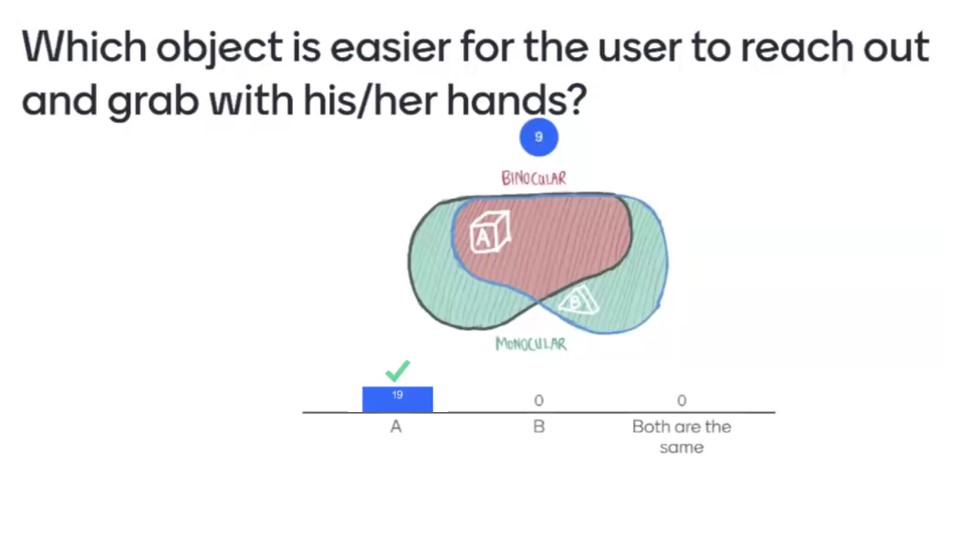 Which object is easier for the user to reach out
and grab with his/her hands?
9
BINOCULAR
A
B
MONOCULAR
19
0
0
A
B
Both are the
same